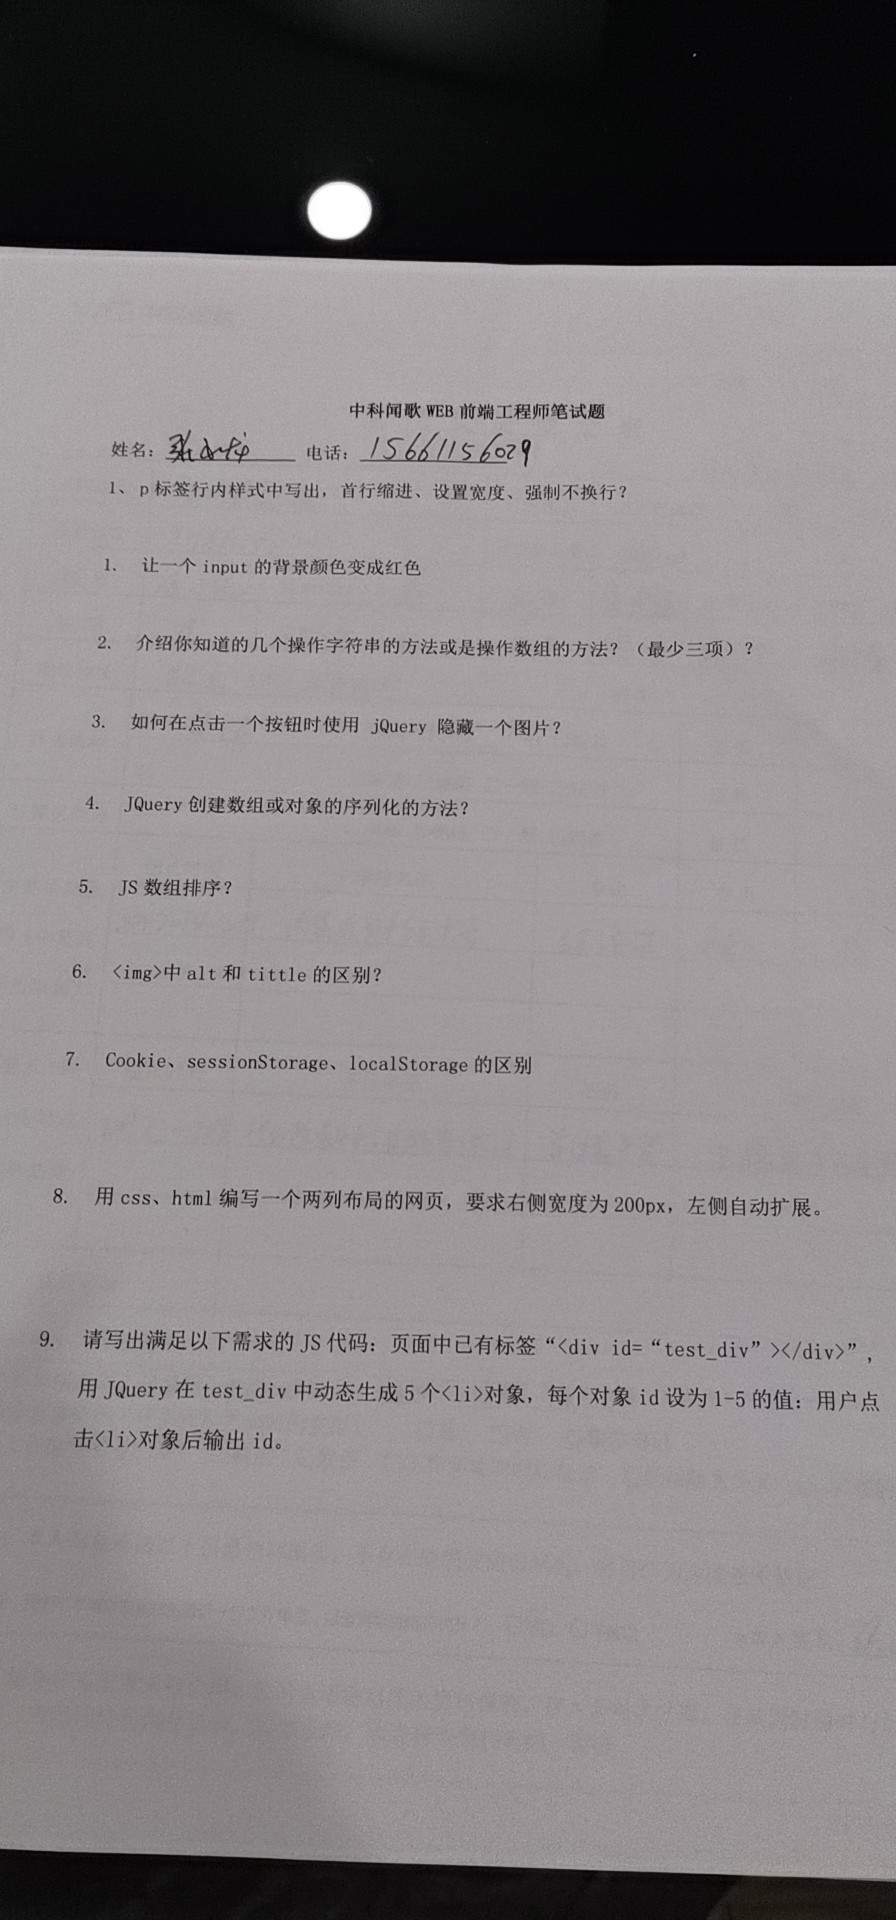 中科闻歌 WEB 前端工程师笔试题
姓名： 电话：15661156029
1、 p 标签行内样式中写出，首行缩进、设置宽度、强制不换行？
1. 让一个 input 的背景颜色变成红色
2. 介绍你知道的几个操作字符串的方法或是操作数组的方法？（最少三项）？
3. 如何在点击一个按钮时使用 jQuery 隐藏一个图片？
4. JQuery 创建数组或对象的序列化的方法？
5. JS 数组排序？
6. <img>中 alt 和 tittle 的区别？
7. Cookie、sessionStorage、localStorage 的区别
8. 用 css、html 编写一个两列布局的网页，要求右侧宽度为 200px，左侧自动扩展。
9. 请写出满足以下需求的 JS 代码：页面中已有标签“<div id=“test_div”></div>”，
用 JQuery 在 test_div 中动态生成 5 个<li>对象，每个对象 id 设为 1-5 的值：用户点
击<li>对象后输出 id。